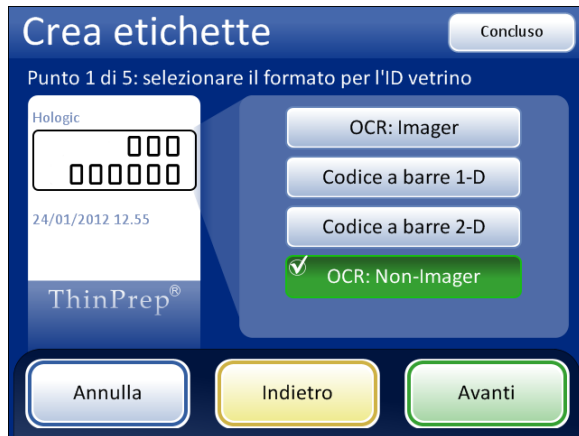 Crea etichette
Concluso
Punto 1 di 5: selezionare il formato per l'ID vetrino
Hologic
000
000000
24/01/2012 12.55
ThinPrep®
OCR: Imager
Codice a barre 1-D
Codice a barre 2-D
OCR: Non-Imager
Annulla
Indietro
Avanti